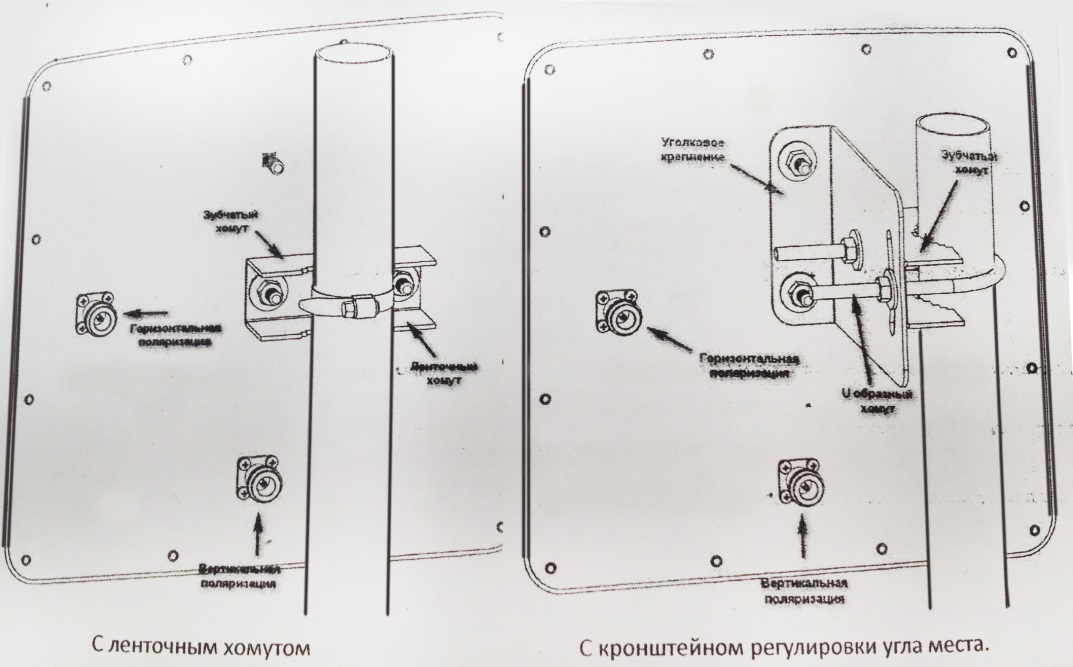 Зубчатый
хомут
Горизонтальная
поляризация
Ленточный
хомут
Вертикальная
поляризация
С ленточным хомутом
Уголковое
крепление
Зубчатый
хомут
Горизонтальная
поляризация
U образный
хомут
Вертикальная
поляризация
С кронштейном регулировки угла места.